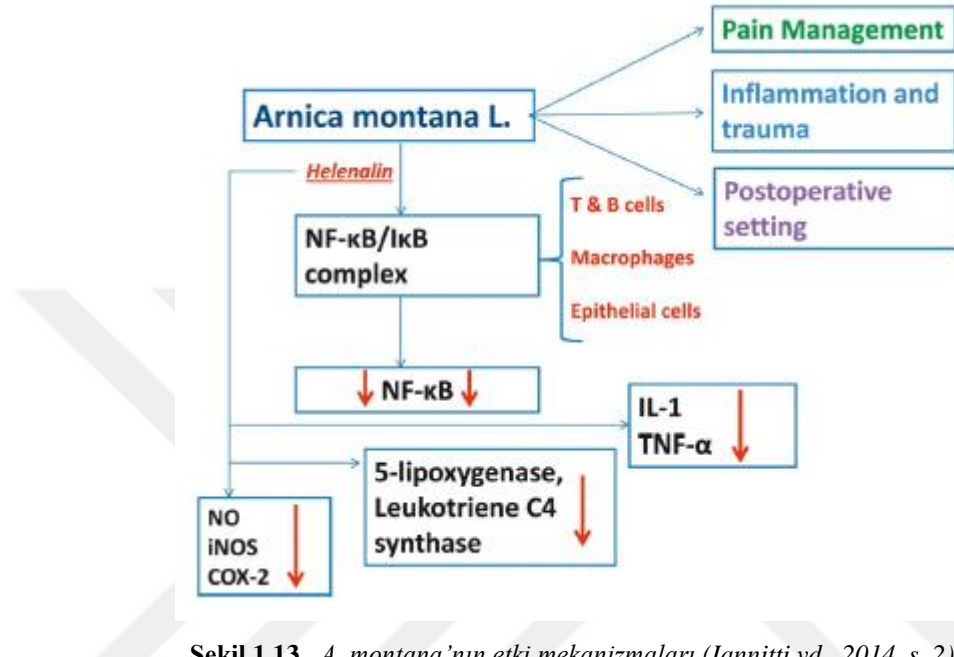 Pain Management
Arnica montana L.
Inflammation and
trauma
Postoperative
setting
Helenalin
NF-κB/IκB
complex
T & B cells
Macrophages
Epithelial cells
NF-κB
IL-1
TNF-α
5-lipoxygenase,
Leukotriene C4
synthase
NO
iNOS
COX-2
Şekil 1.13. A. montana’nın etki mekanizmaları (Iannitti vd., 2014, s. 2)